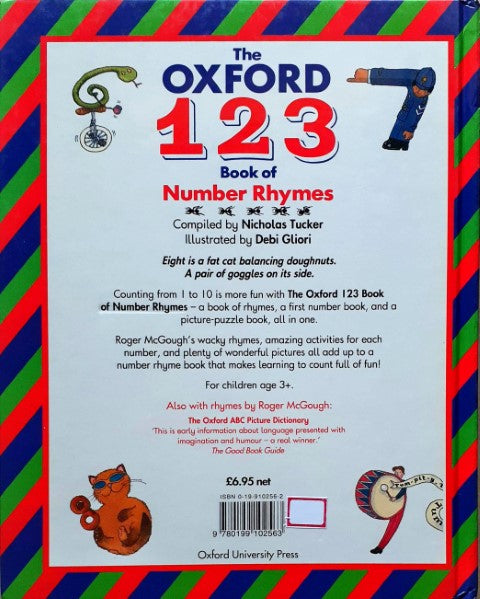 The
OXFORD
123
Book of
Number Rhymes
Compiled by Nicholas Tucker
Illustrated by Debi Gliori
Eight is a fat cat balancing doughnuts.
A pair of goggles on its side.
Counting from 1 to 10 is more fun with The Oxford 123 Book
of Number Rhymes – a book of rhymes, a first number book, and a
picture-puzzle book, all in one.
Roger McGough's wacky rhymes, amazing activities for each
number, and plenty of wonderful pictures all add up to a
number rhyme book that makes learning to count full of fun!
For children age 3+.
Also with rhymes by Roger McGough:
The Oxford ABC Picture Dictionary
'This is early information about language presented with
imagination and humour – a real winner.'
The Good Book Guide
£6.95 net
ISBN 0-19-910256-2
9 780199 102563
Oxford University Press